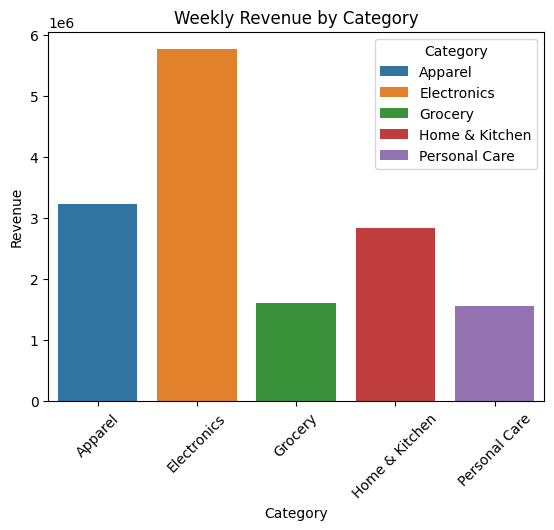 Weekly Revenue by Category
1e6
Category
Apparel
Electronics
Grocery
Home & Kitchen
Personal Care
Revenue
6
5
4
3
2
1
0
Apparel
Electronics
Grocery
Home & Kitchen
Personal Care
Category